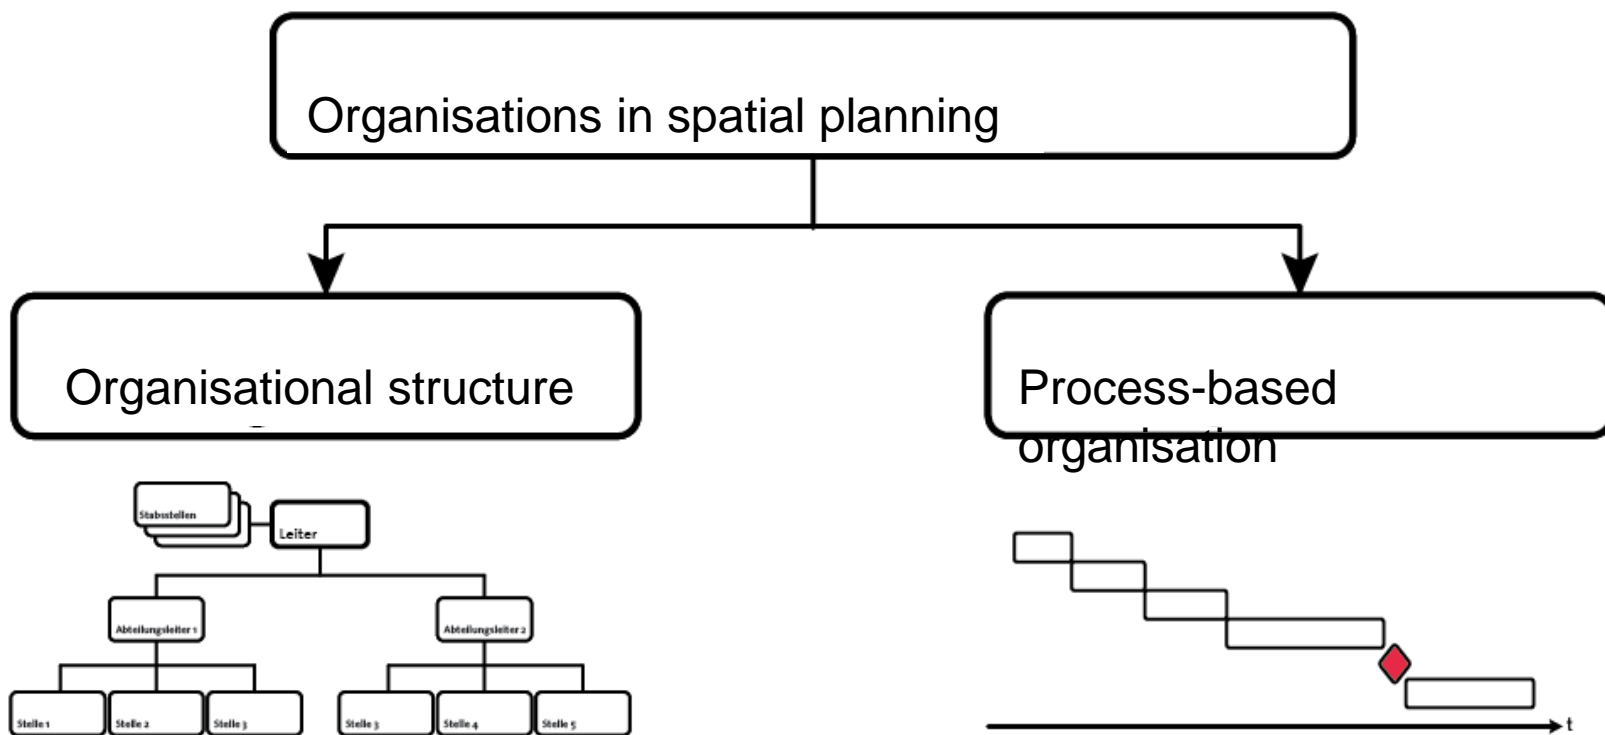 Organisations in spatial planning
Organisational structure
Process-based
organisation
Stabsstellen
Leiter
Abteilungsleiter 1
Abteilungsleiter 2
Stelle 1
Stelle 2
Stelle 3
Stelle 3
Stelle 4
Stelle 5
t